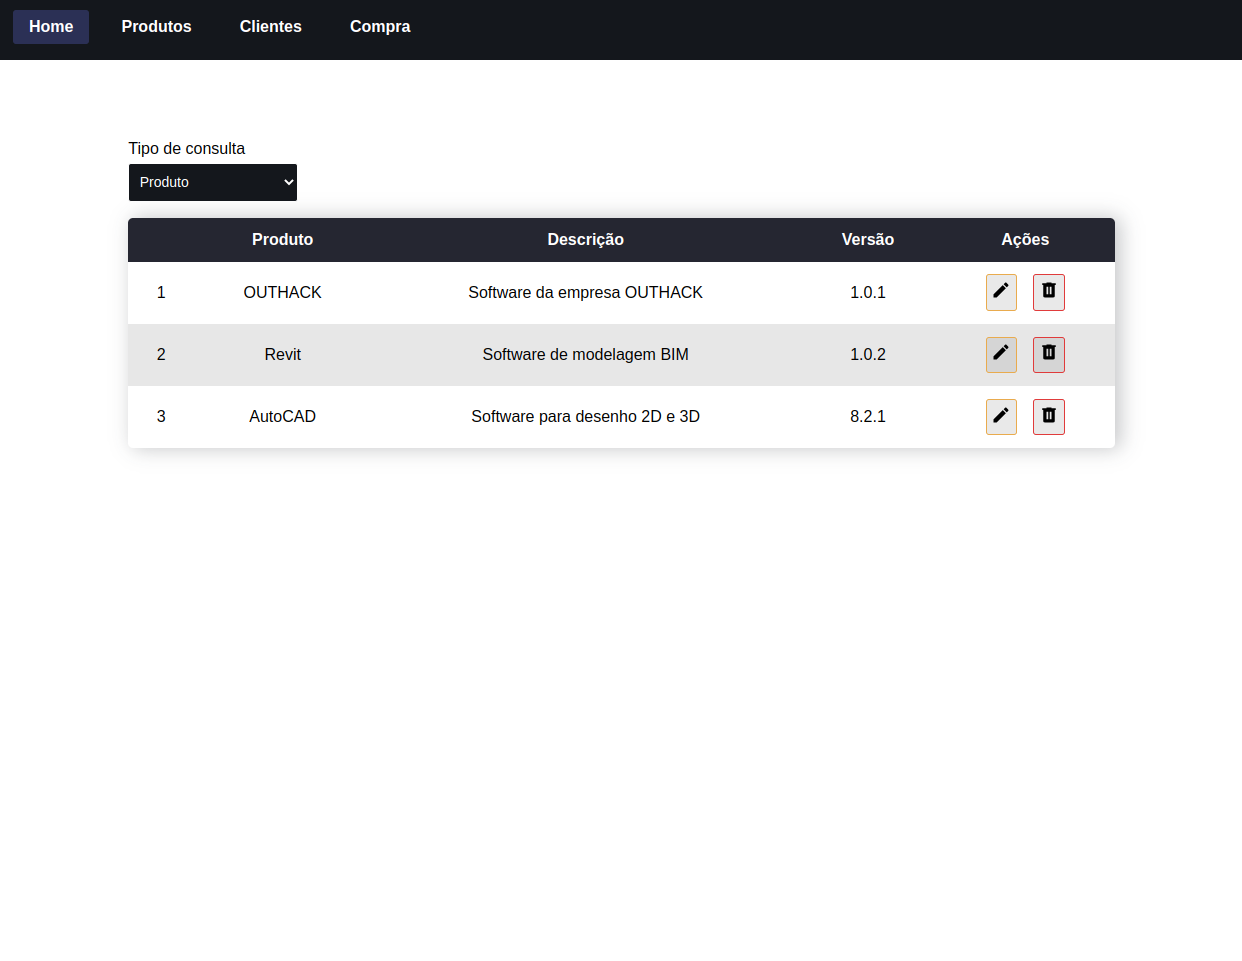 Home Produtos Clientes Compra
Tipo de consulta
Produto
Produto Descrição Versão Ações
1 OUTHACK Software da empresa OUTHACK 1.0.1
2 Revit Software de modelagem BIM 1.0.2
3 AutoCAD Software para desenho 2D e 3D 8.2.1